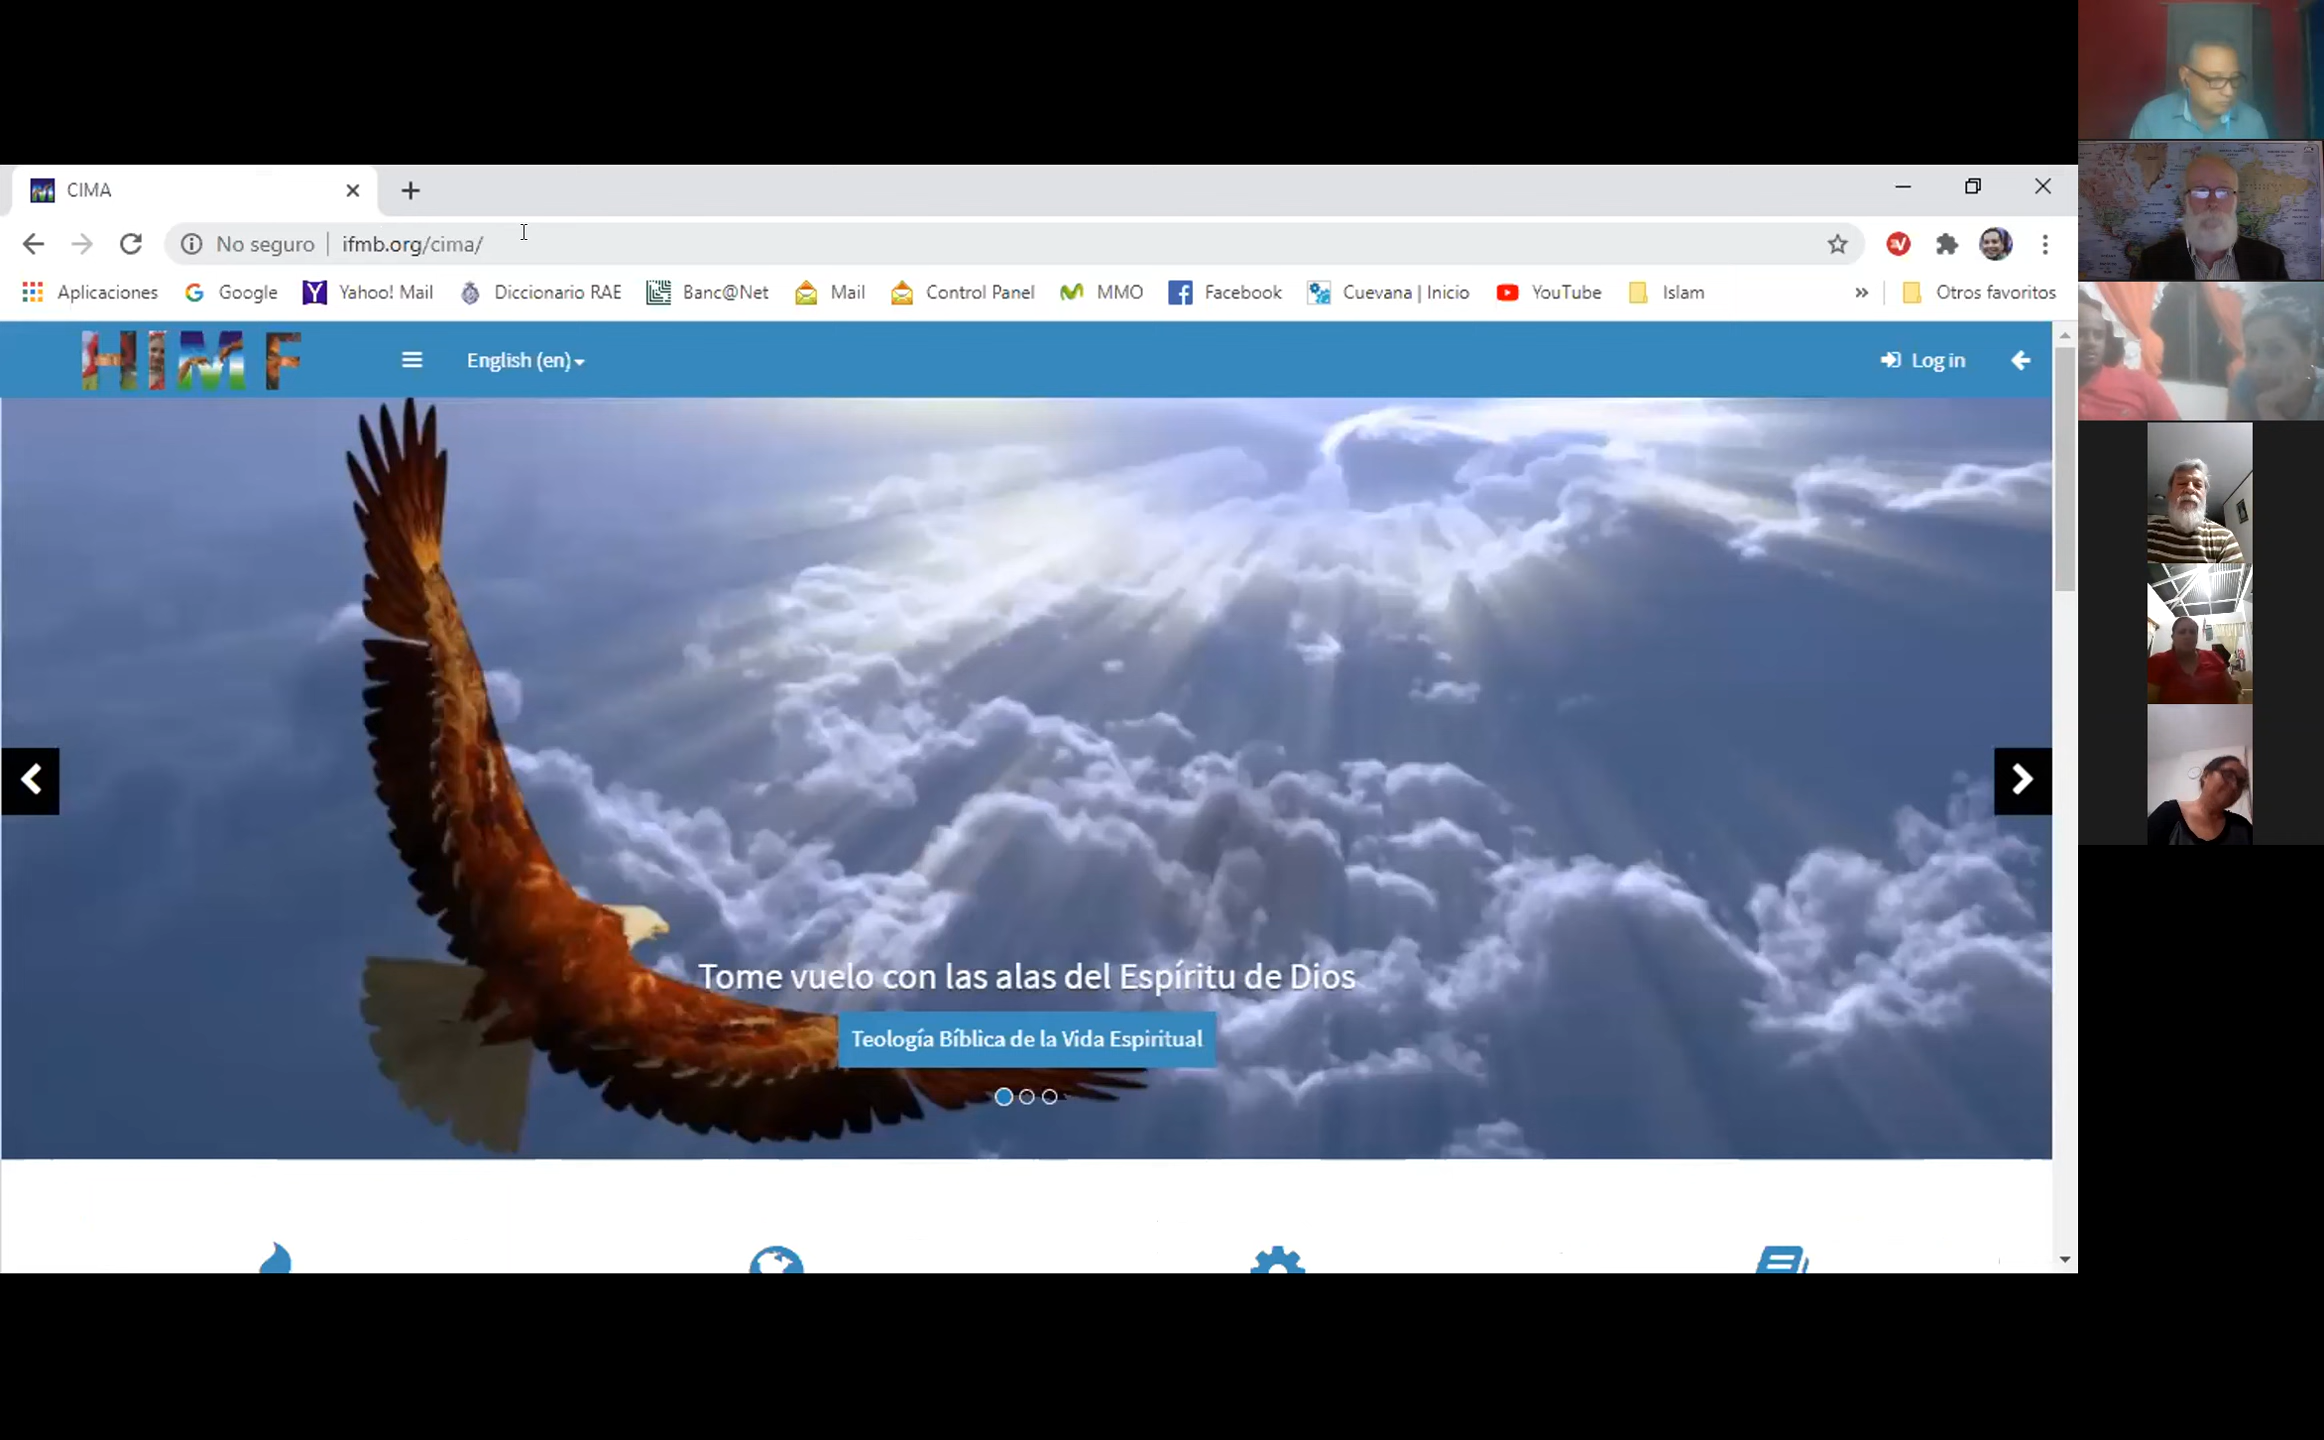 CIMA
No seguro | ifmb.org/cima/
Aplicaciones Google Yahoo! Mail Diccionario RAE Banc@Net Mail Control Panel MMO Facebook Cuevana | Inicio YouTube Islam » Otros favoritos
HIMF English (en) Log in
Tome vuelo con las alas del Espíritu de Dios
Teología Bíblica de la Vida Espiritual